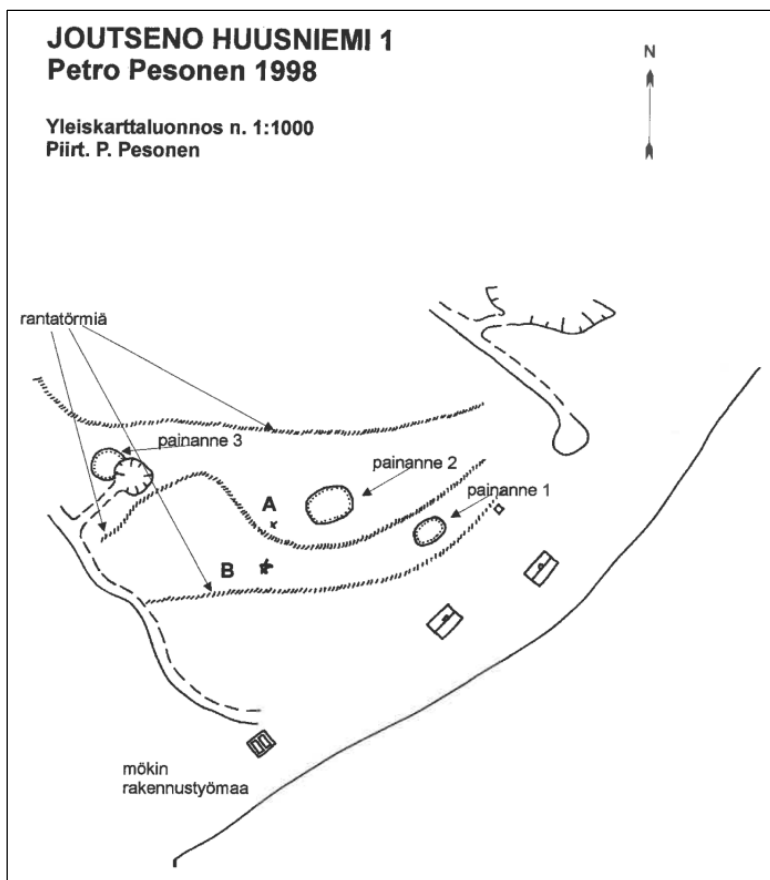 JOUTSENO HUUSNIEMI 1
Petro Pesonen 1998
N
Yleiskarttaluonnos n. 1:1000
Piirt. P. Pesonen
rantatörmiä
painanne 3
painanne 2
painanne 1
A
B
mökin
rakennustyömaa